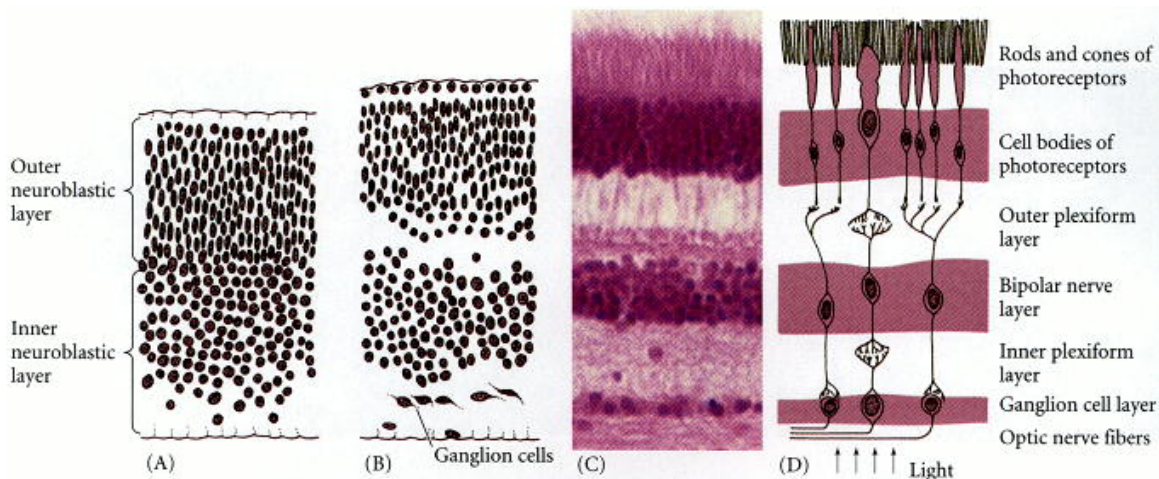 Outer
neuroblastic
layer
Inner
neuroblastic
layer
(A)
(B)
Ganglion cells
(C)
Rods and cones of
photoreceptors
Cell bodies of
photoreceptors
Outer plexiform
layer
Bipolar nerve
layer
Inner plexiform
layer
Ganglion cell layer
Optic nerve fibers
(D)
Light